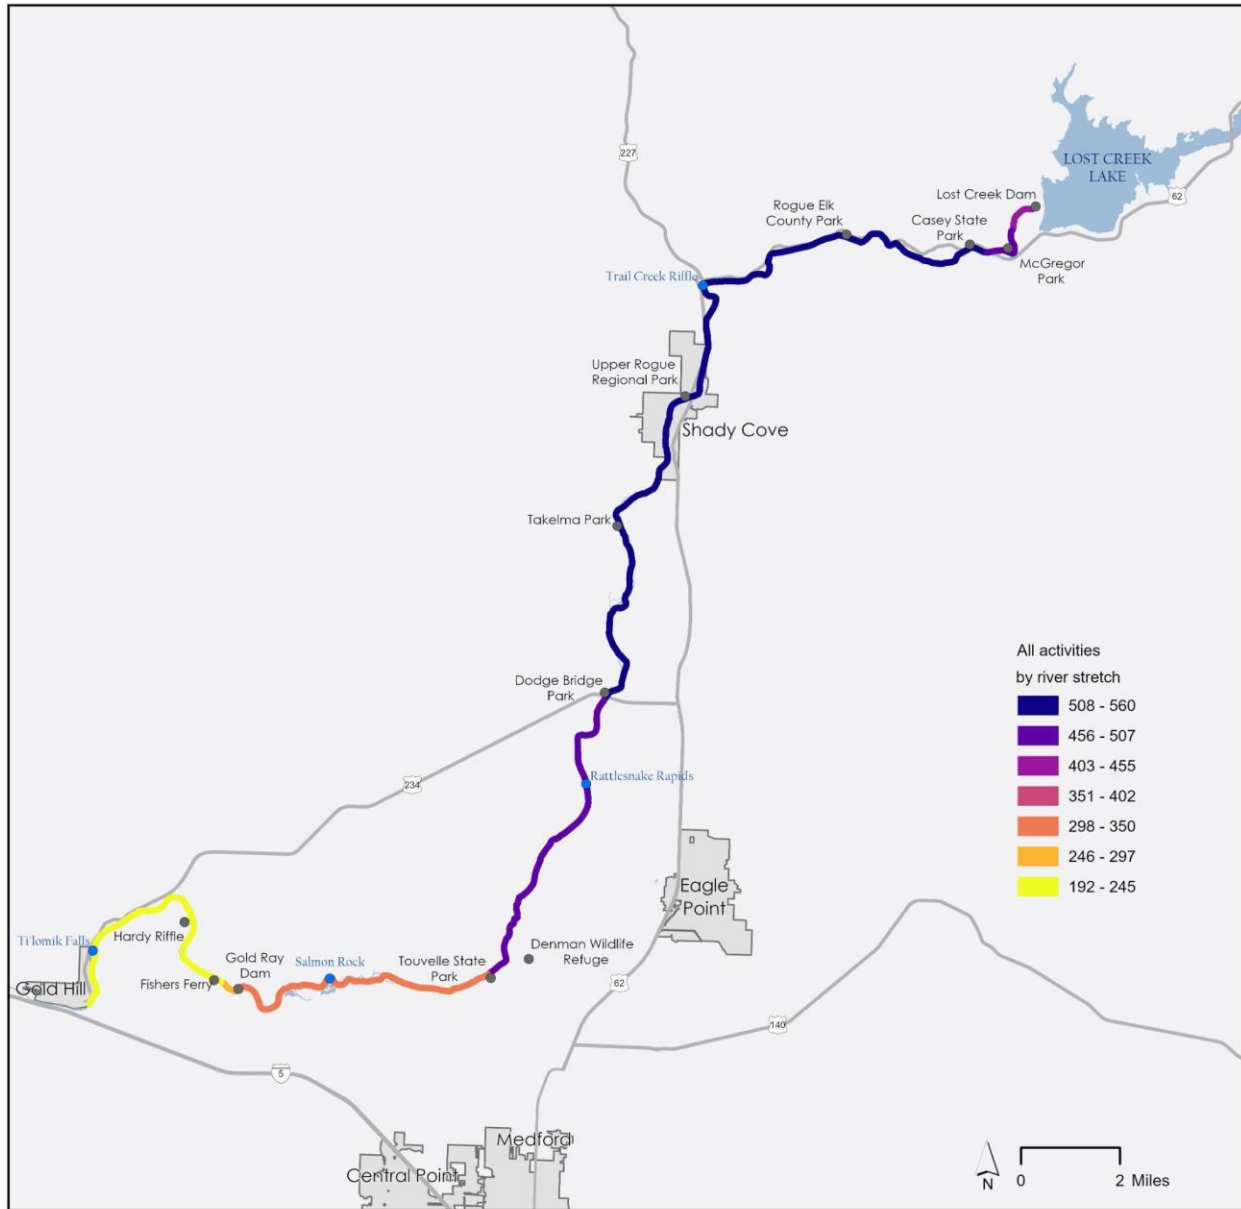 227
LOST CREEK
LAKE
Lost Creek Dam
62
Rogue Elk
County Park
Casey State
Park
McGregor
Park
Trail Creek Riffle
Upper Rogue
Regional Park
Shady Cove
Takelma Park
Dodge Bridge
Park
All activities
by river stretch
508 - 560
456 - 507
403 - 455
351 - 402
298 - 350
246 - 297
192 - 245
Rattlesnake Rapids
234
Eagle
Point
Ti'lomik Falls
Hardy Riffle
Gold Ray
Dam
Salmon Rock
Touvelle State
Park
Denman Wildlife
Refuge
Fishers Ferry
Gold Hill
62
140
5
Medford
Central Point
N
0 2 Miles